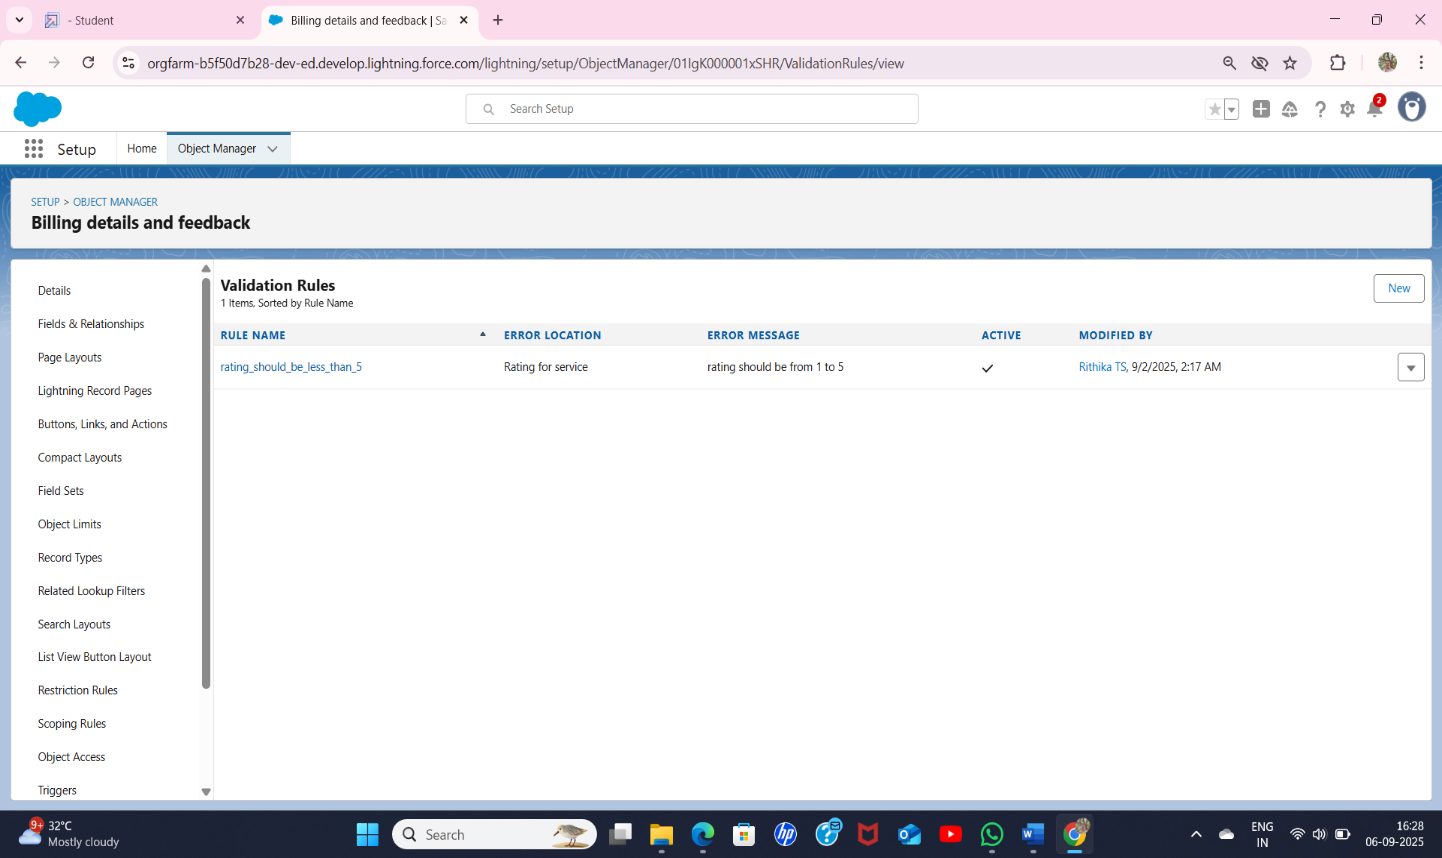 - Student
Billing details and feedback | Sa
orgfarm-b5f50d7b28-dev-ed.develop.lightning.force.com/lightning/setup/ObjectManager/01IgK000001xSHR/ValidationRules/view
Search Setup
2
Setup
Home
Object Manager
SETUP > OBJECT MANAGER
Billing details and feedback
Details
Fields & Relationships
Page Layouts
Lightning Record Pages
Buttons, Links, and Actions
Compact Layouts
Field Sets
Object Limits
Record Types
Related Lookup Filters
Search Layouts
List View Button Layout
Restriction Rules
Scoping Rules
Object Access
Triggers
Validation Rules
1 Items, Sorted by Rule Name
New
RULE NAME ERROR LOCATION ERROR MESSAGE ACTIVE MODIFIED BY
rating_should_be_less_than_5 Rating for service rating should be from 1 to 5 Rithika TS, 9/2/2025, 2:17 AM
9+
32°C
Mostly cloudy
Search
hp
W
ENG
IN
16:28
06-09-2025